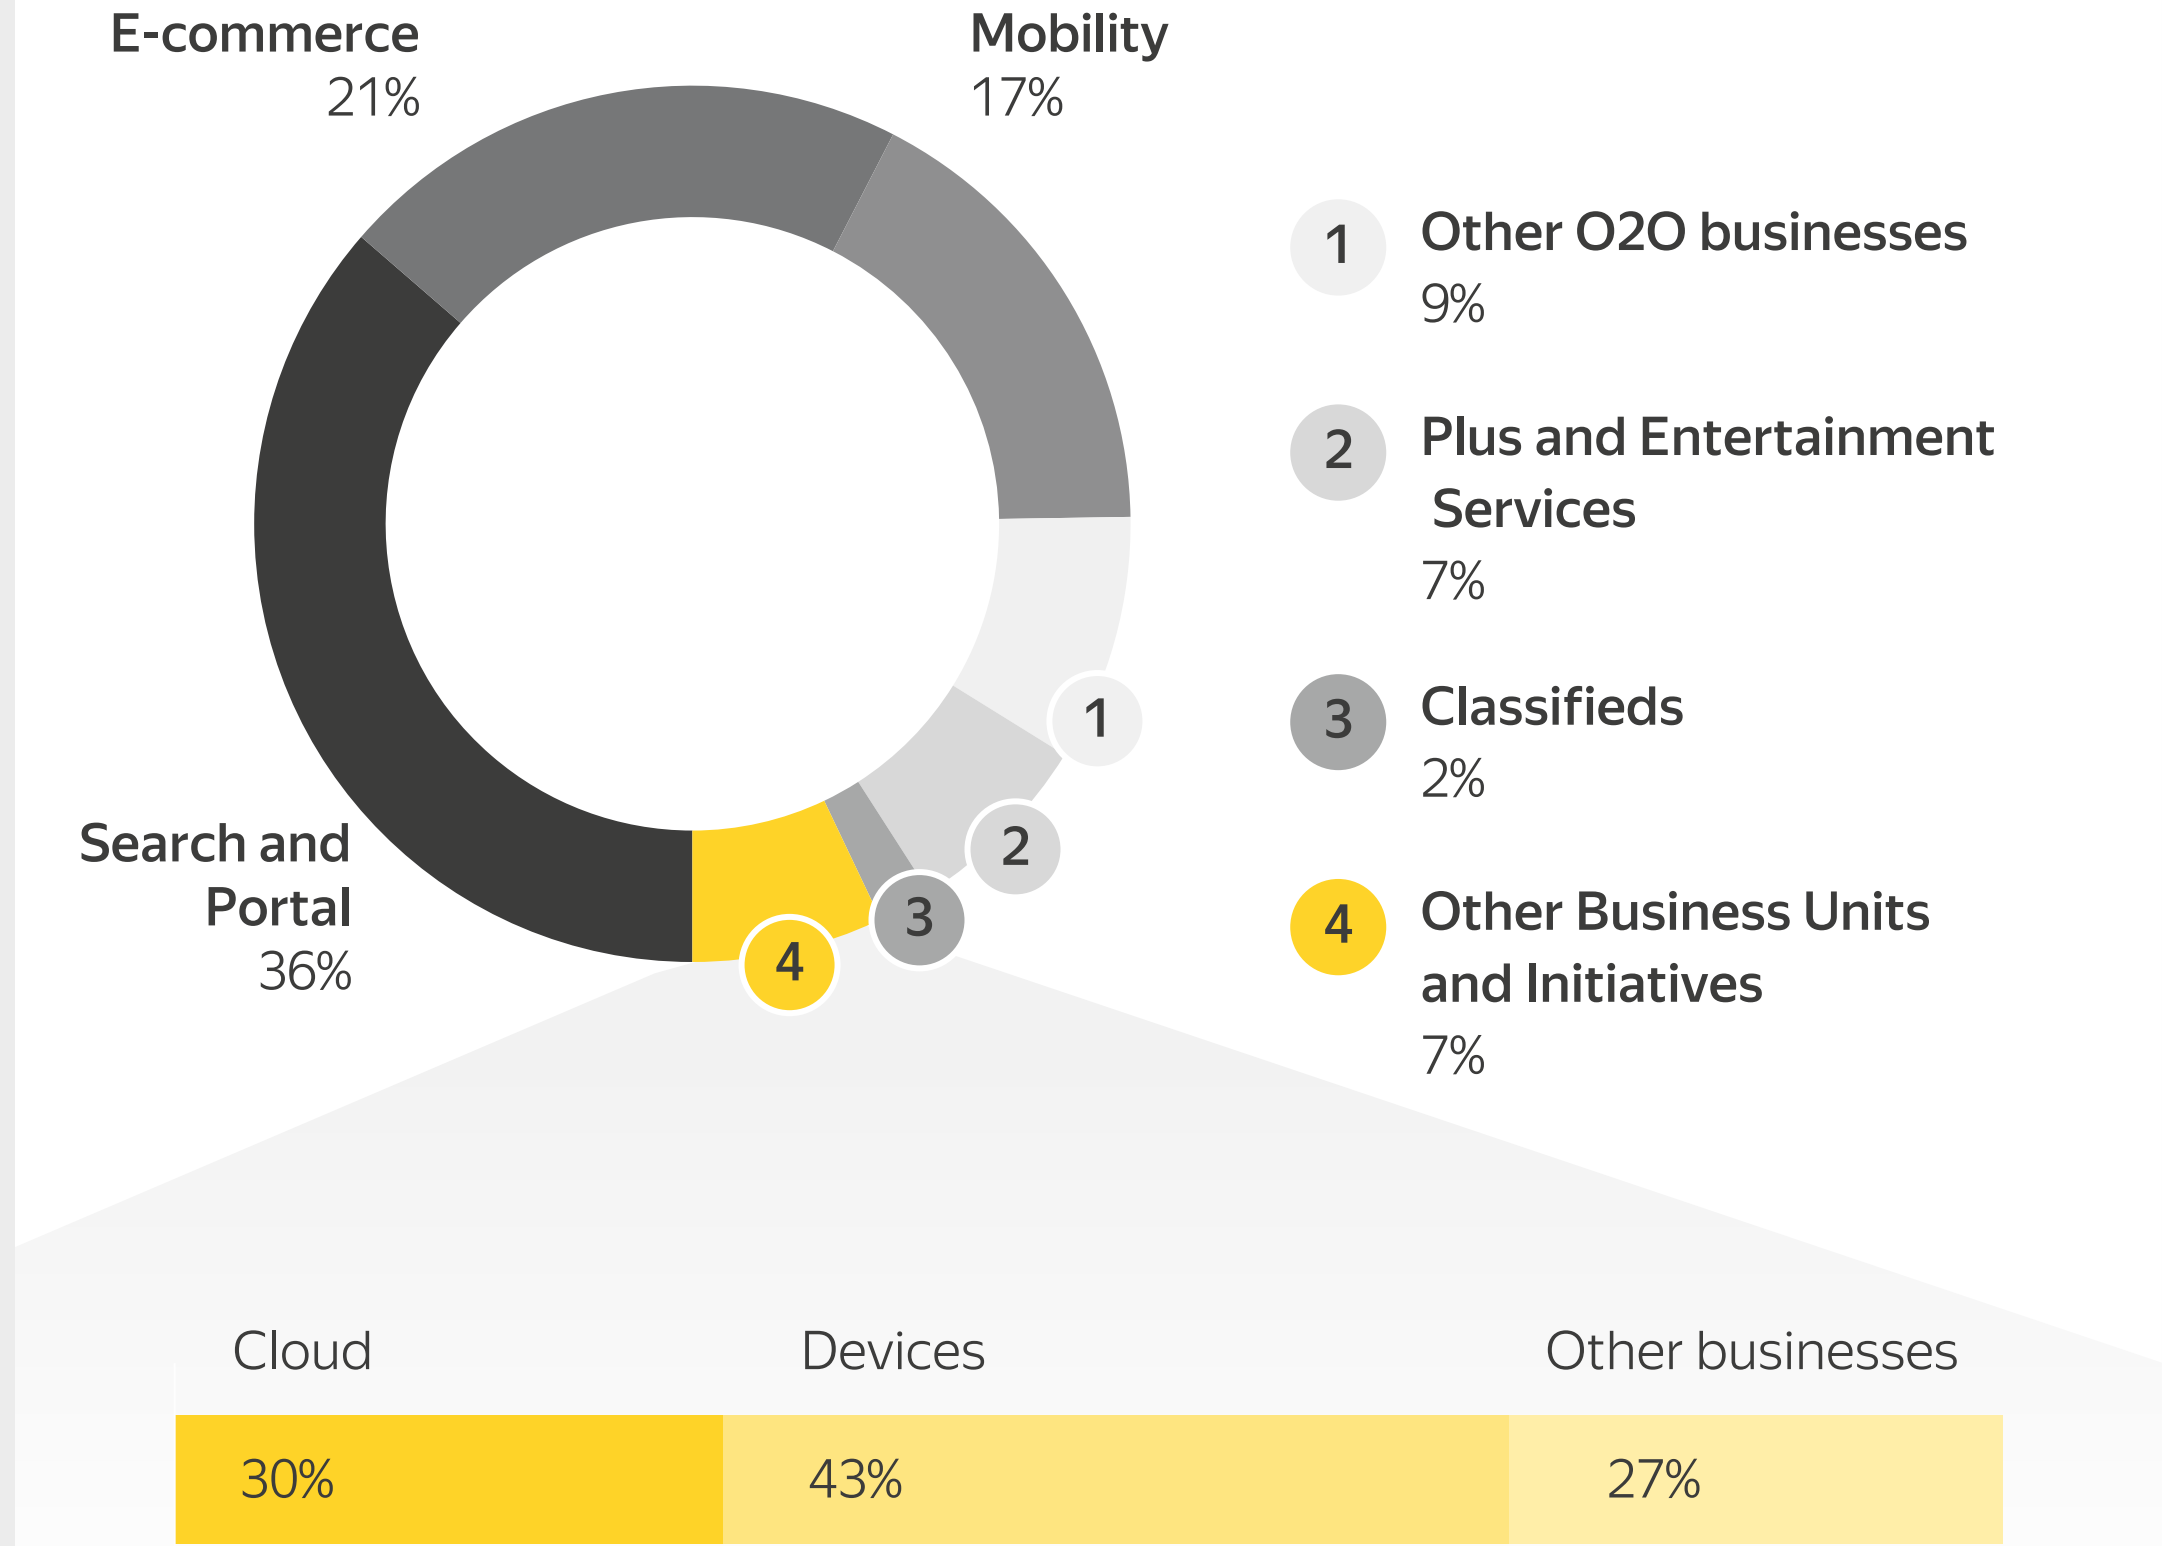 E-commerce
21%
Mobility
17%
Search and
Portal
36%
1
2
3
4
1
Other O2O businesses
9%
2
Plus and Entertainment
Services
7%
3
Classifieds
2%
4
Other Business Units
and Initiatives
7%
Cloud
Devices
Other businesses
30%
43%
27%